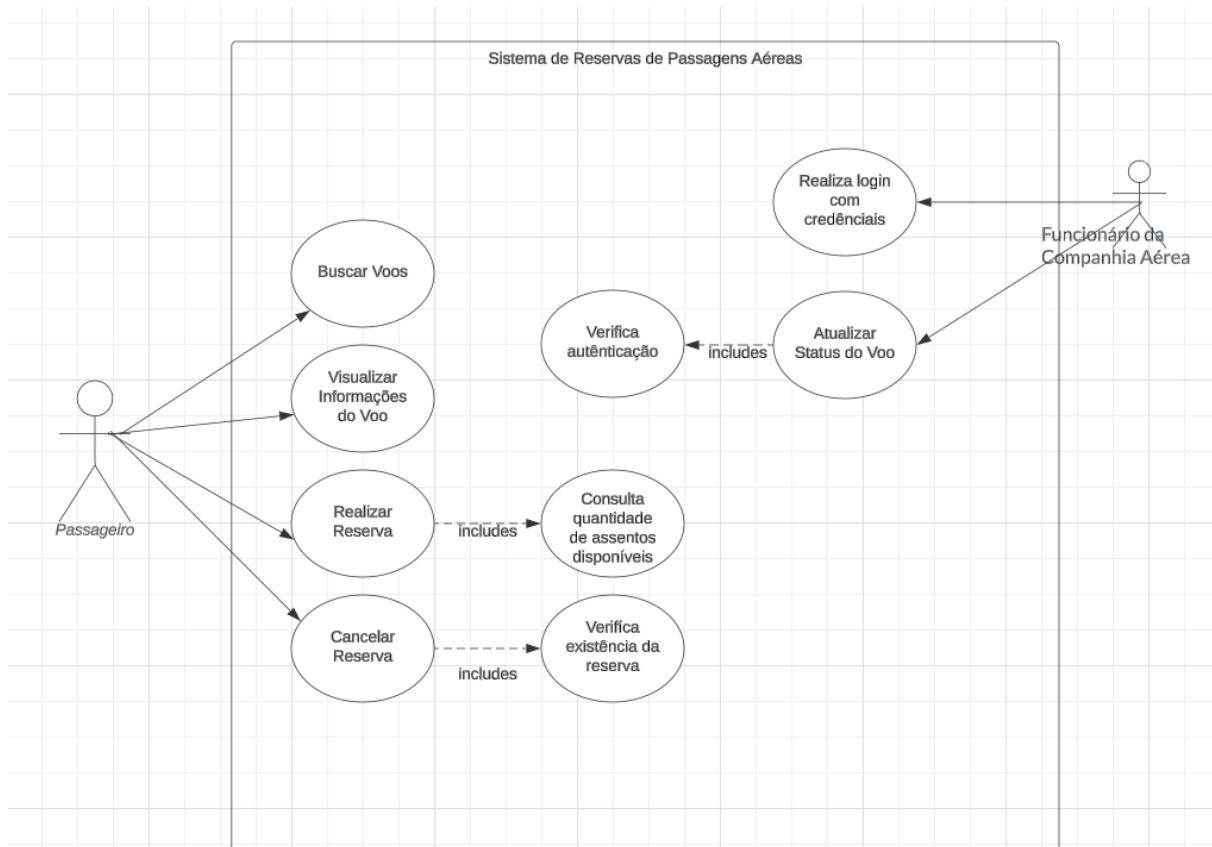 Sistema de Reservas de Passagens Aéreas
Realiza login
com
credênciais
Funcionário da
Companhia Aérea
Buscar Voos
Verifica
autênticação
includes
Atualizar
Status do Voo
Visualizar
Informações
do Voo
Passageiro
Realizar
Reserva
includes
Consulta
quantidade
de assentos
disponíveis
Cancelar
Reserva
includes
Verifíca
existência da
reserva